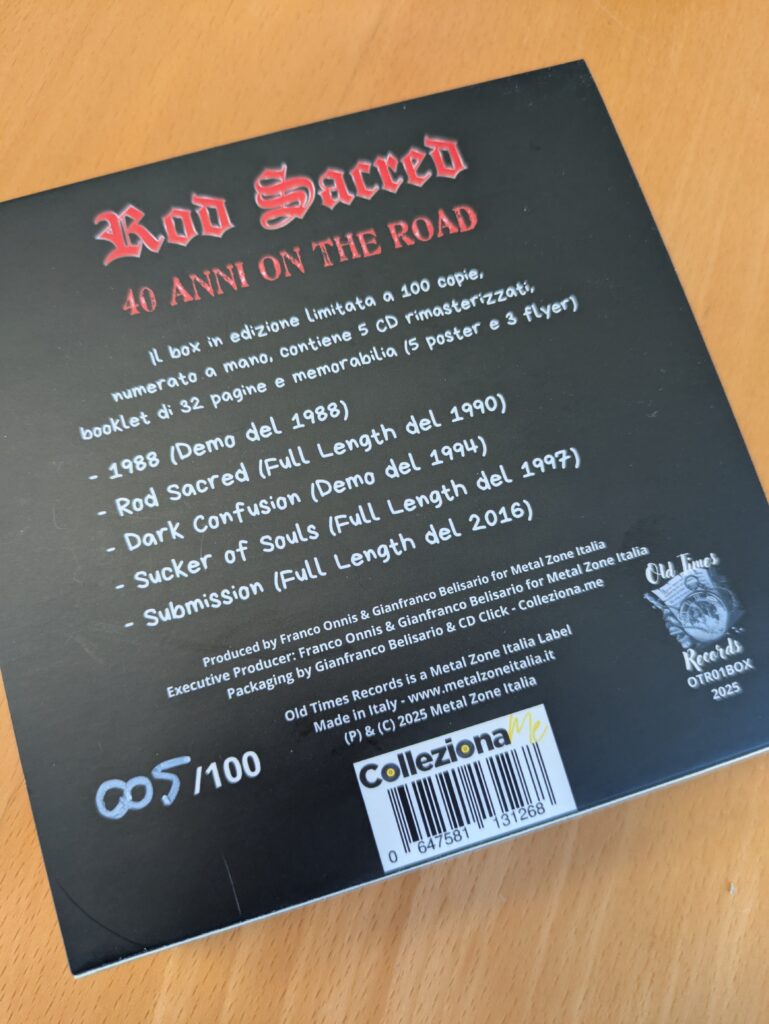 Rod Sacred
40 ANNI ON THE ROAD
Il box in edizione limitata a 100 copie,
numerato a mano, contiene 5 CD rimasterizzati,
booklet di 32 pagine e memorabilia (5 poster e 3 flyer)
- 1988 (Demo del 1988)
- Rod Sacred (Full Length del 1990)
- Dark Confusion (Demo del 1994)
- Sucker of Souls (Full Length del 1997)
- Submission (Full Length del 2016)
Produced by Franco Onnis & Gianfranco Belisario for Metal Zone Italia
Executive Producer: Franco Onnis & Gianfranco Belisario for Metal Zone Italia
Packaging by Gianfranco Belisario & CD Click - Colleziona.me
Old Times Records is a Metal Zone Italia Label
Made in Italy - www.metalzoneitalia.it
(P) & (C) 2025 Metal Zone Italia
Old Times
Records
OTR01BOX
2025
005/100
CollezionaMe
0 647581 131268